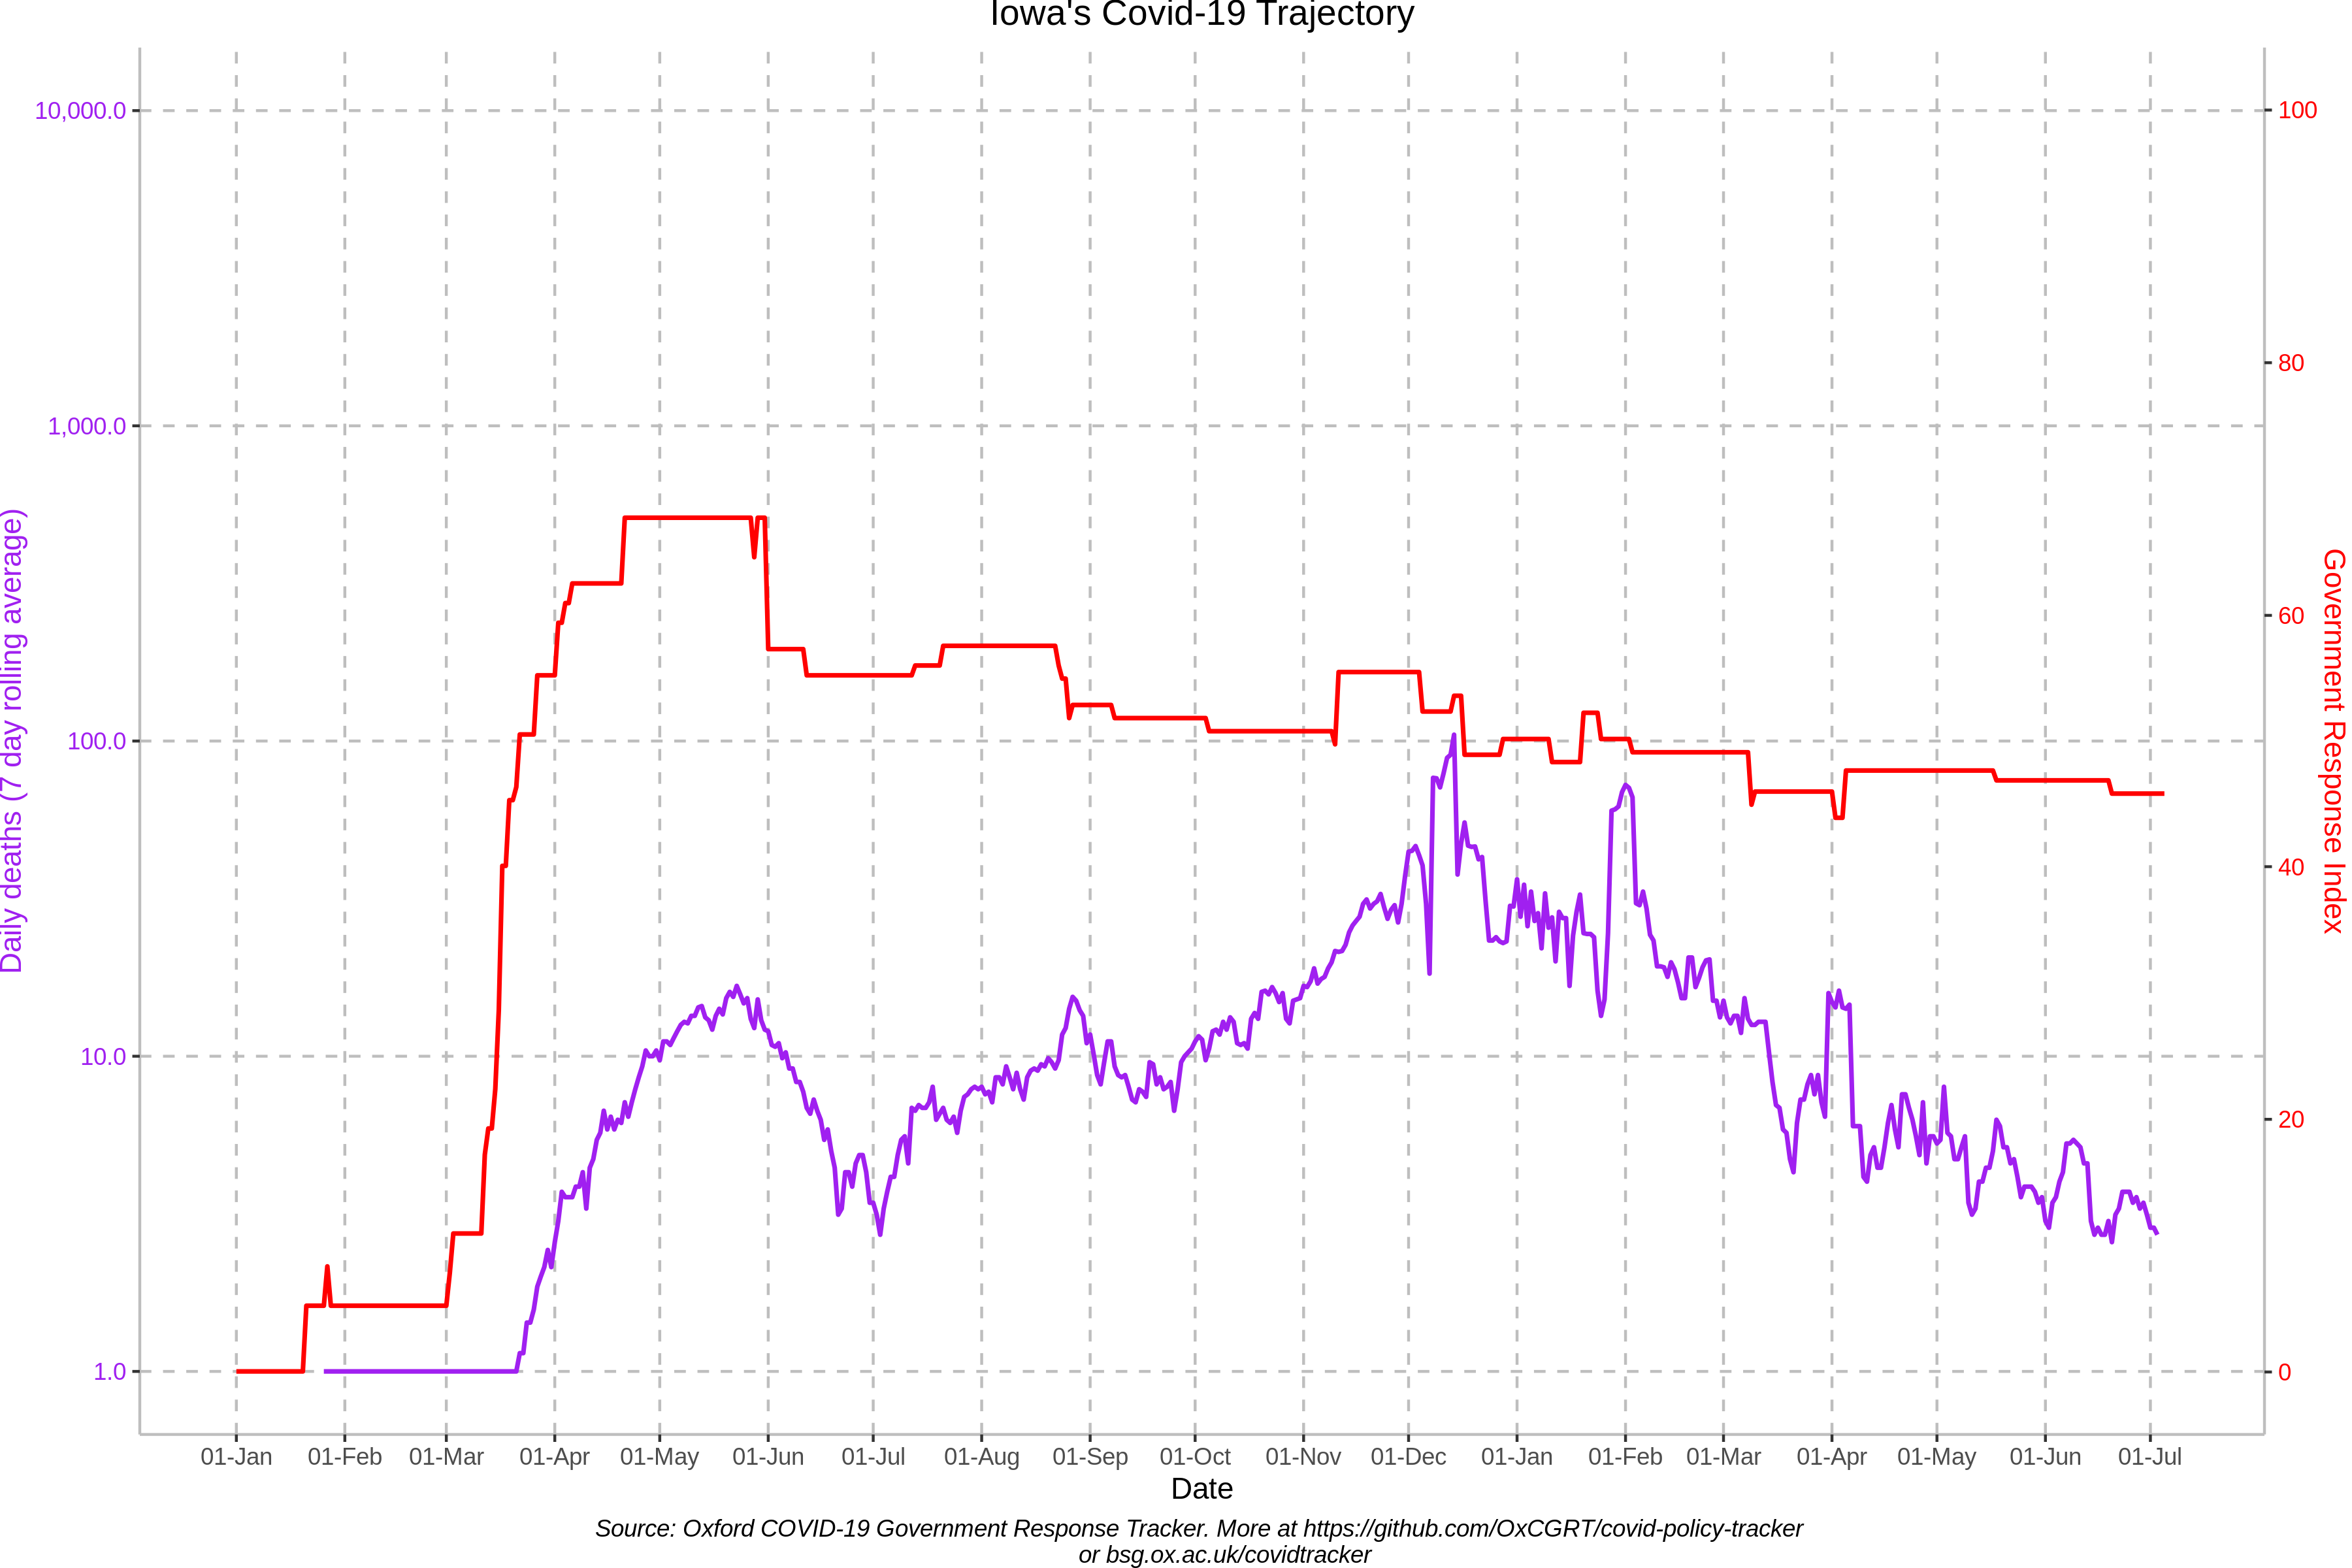 Iowa's Covid-19 Trajectory
10,000.0
1,000.0
100.0
10.0
1.0
Daily deaths (7 day rolling average)
100
80
60
40
20
0
Government Response Index
01-Jan 01-Feb 01-Mar 01-Apr 01-May 01-Jun 01-Jul 01-Aug 01-Sep 01-Oct 01-Nov 01-Dec 01-Jan 01-Feb 01-Mar 01-Apr 01-May 01-Jun 01-Jul
Date
Source: Oxford COVID-19 Government Response Tracker. More at https://github.com/OxCGRT/covid-policy-tracker
or bsg.ox.ac.uk/covidtracker